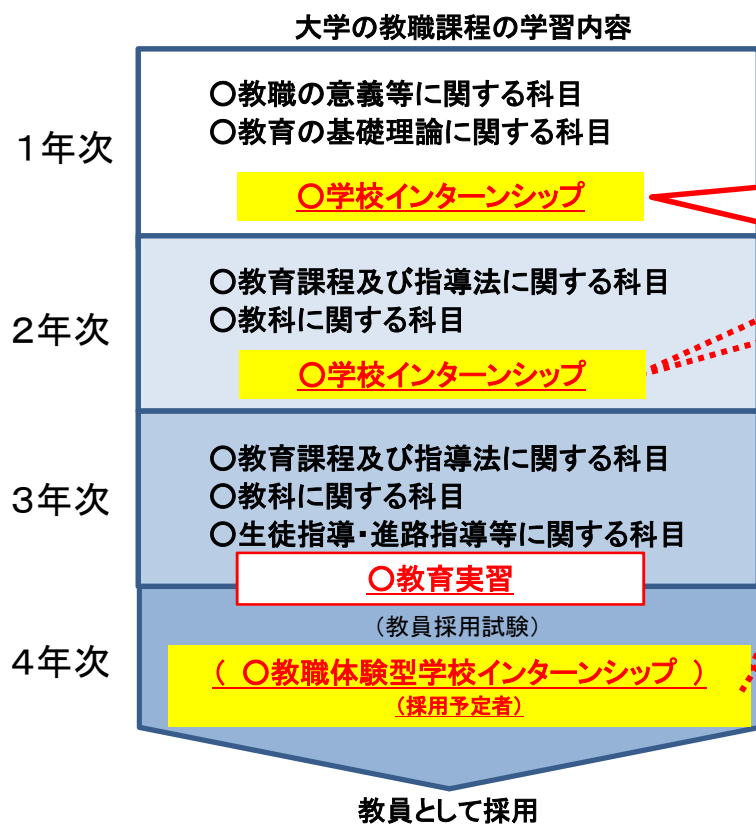 大学の教職課程の学習内容
1年次
○教職の意義等に関する科目
○教育の基礎理論に関する科目
○学校インターンシップ
2年次
○教育課程及び指導法に関する科目
○教科に関する科目
○学校インターンシップ
3年次
○教育課程及び指導法に関する科目
○教科に関する科目
○生徒指導・進路指導等に関する科目
○教育実習
4年次
（教員採用試験）
（ ○教職体験型学校インターンシップ ）
（採用予定者）
教員として採用